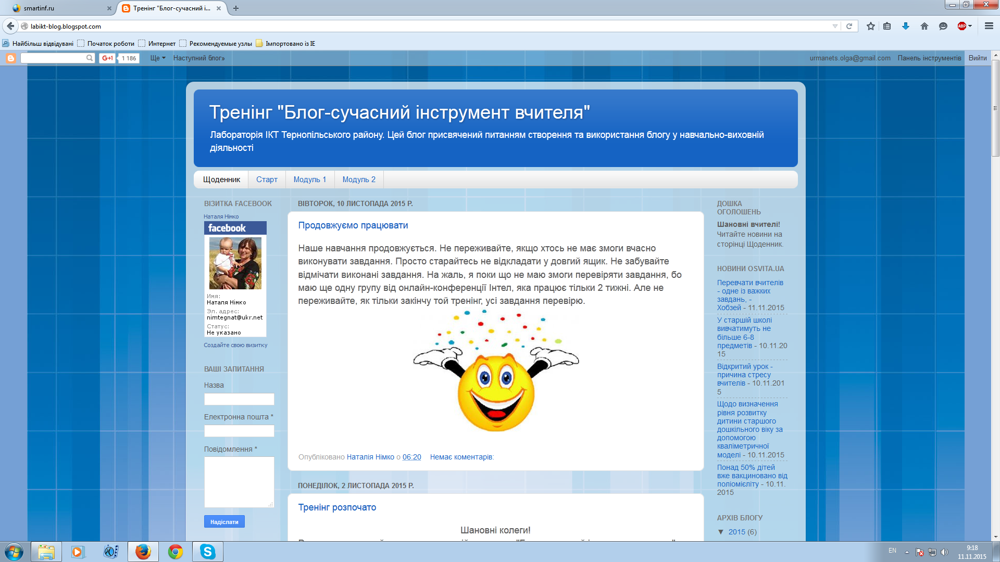 smartinf.ru
Тренінг "Блог-сучасний і...
labikt-blog.blogspot.com
ABP
Найбільш відвідувані
Початок роботи
Интернет
Рекомендуемые узлы
Імпортовано із IE
G+1
1 186
Ще
Наступний блог»
urmanets.olga@gmail.com
Панель інструментів
Вийти
Тренінг "Блог-сучасний інструмент вчителя"
Лабораторія ІКТ Тернопільського району. Цей блог присвячений питанням створення та використання блогу у навчально-виховній
діяльності
Щоденник
Старт
Модуль 1
Модуль 2
ВІЗИТКА FACEBOOK
Наталя Німко
facebook
Имя:
Наталя Німко
Эл. адрес:
nimtegnat@ukr.net
Статус:
Не указано
Создайте свою визитку
ВАШІ ЗАПИТАННЯ
Назва
Електронна пошта *
Повідомлення *
Надіслати
ВІВТОРОК, 10 ЛИСТОПАДА 2015 Р.
Продовжуємо працювати
Наше навчання продовжується. Не переживайте, якщо хтось не має змоги вчасно
виконувати завдання. Просто старайтесь не відкладати у довгий ящик. Не забувайте
відмічати виконані завдання. На жаль, я поки що не маю змоги перевіряти завдання, бо
маю ще одну групу від онлайн-конференції Інтел, яка працює тільки 2 тижні. Але не
переживайте, як тільки закінчу той тренінг, усі завдання перевірю.
Опубліковано Наталія Німко о 06:20 Немає коментарів:
ПОНЕДІЛОК, 2 ЛИСТОПАДА 2015 Р.
Тренінг розпочато
Шановні колеги!
ДОШКА
ОГОЛОШЕНЬ
Шановні вчителі!
Читайте новини на
сторінці Щоденник.
НОВИНИ OSVITA.UA
Перевчати вчителів
- одне із важких
завдань, -
Хобзей - 11.11.2015
У старшій школі
вивчатимуть не
більше 6-8
предметів - 10.11.20
15
Відкритий урок -
причина стресу
вчителів - 10.11.201
5
Щодо визначення
рівня розвитку
дитини старшого
дошкільного віку за
допомогою
кваліметричної
моделі - 10.11.2015
Понад 50% дітей
вже вакциновано від
поліомієліту - 10.11.
2015
АРХІВ БЛОГУ
▼ 2015 (6)
EN
9:18
11.11.2015